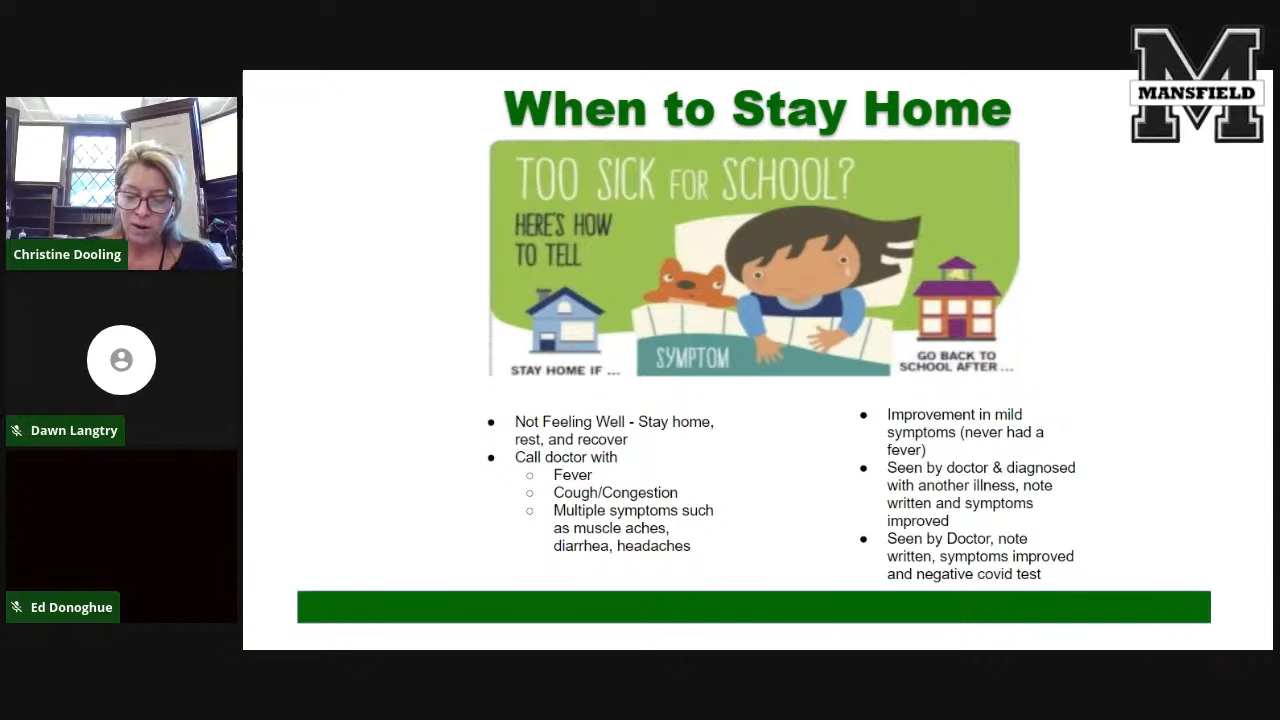 When to Stay Home
MANSFIELD
TOO SICK FOR SCHOOL?
HERE'S HOW
TO TELL
STAY HOME IF ...
SYMPTOM
GO BACK TO
SCHOOL AFTER ...
Christine Dooling
Dawn Langtry
Ed Donoghue
● Not Feeling Well - Stay home,
rest, and recover
● Call doctor with
○ Fever
○ Cough/Congestion
○ Multiple symptoms such
as muscle aches,
diarrhea, headaches
● Improvement in mild
symptoms (never had a
fever)
● Seen by doctor & diagnosed
with another illness, note
written and symptoms
improved
● Seen by Doctor, note
written, symptoms improved
and negative covid test